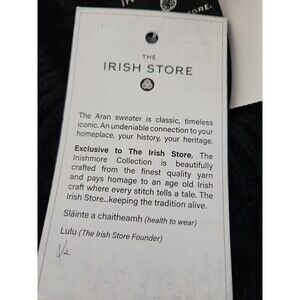 STORE.
THE
IRISH STORE
The Aran sweater is classic, timeless
iconic. An undeniable connection to your
homeplace, your history, your heritage.
Exclusive to The Irish Store, The
Inishmore Collection is beautifully
crafted from the finest quality yarn
and pays homage to an age old Irish
craft where every stitch tells a tale. The
Irish Store...keeping the tradition alive.
Sláinte a chaitheamh (health to wear)
Lulu (The Irish Store Founder)